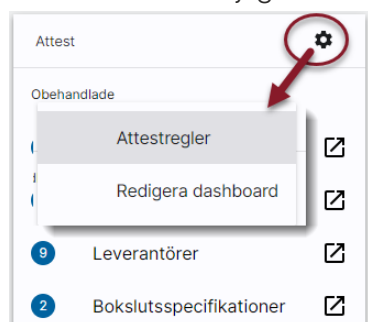 Attest
Obehandlade
Attestregler
Redigera dashboard
9 Leverantörer
2 Bokslutsspecifikationer